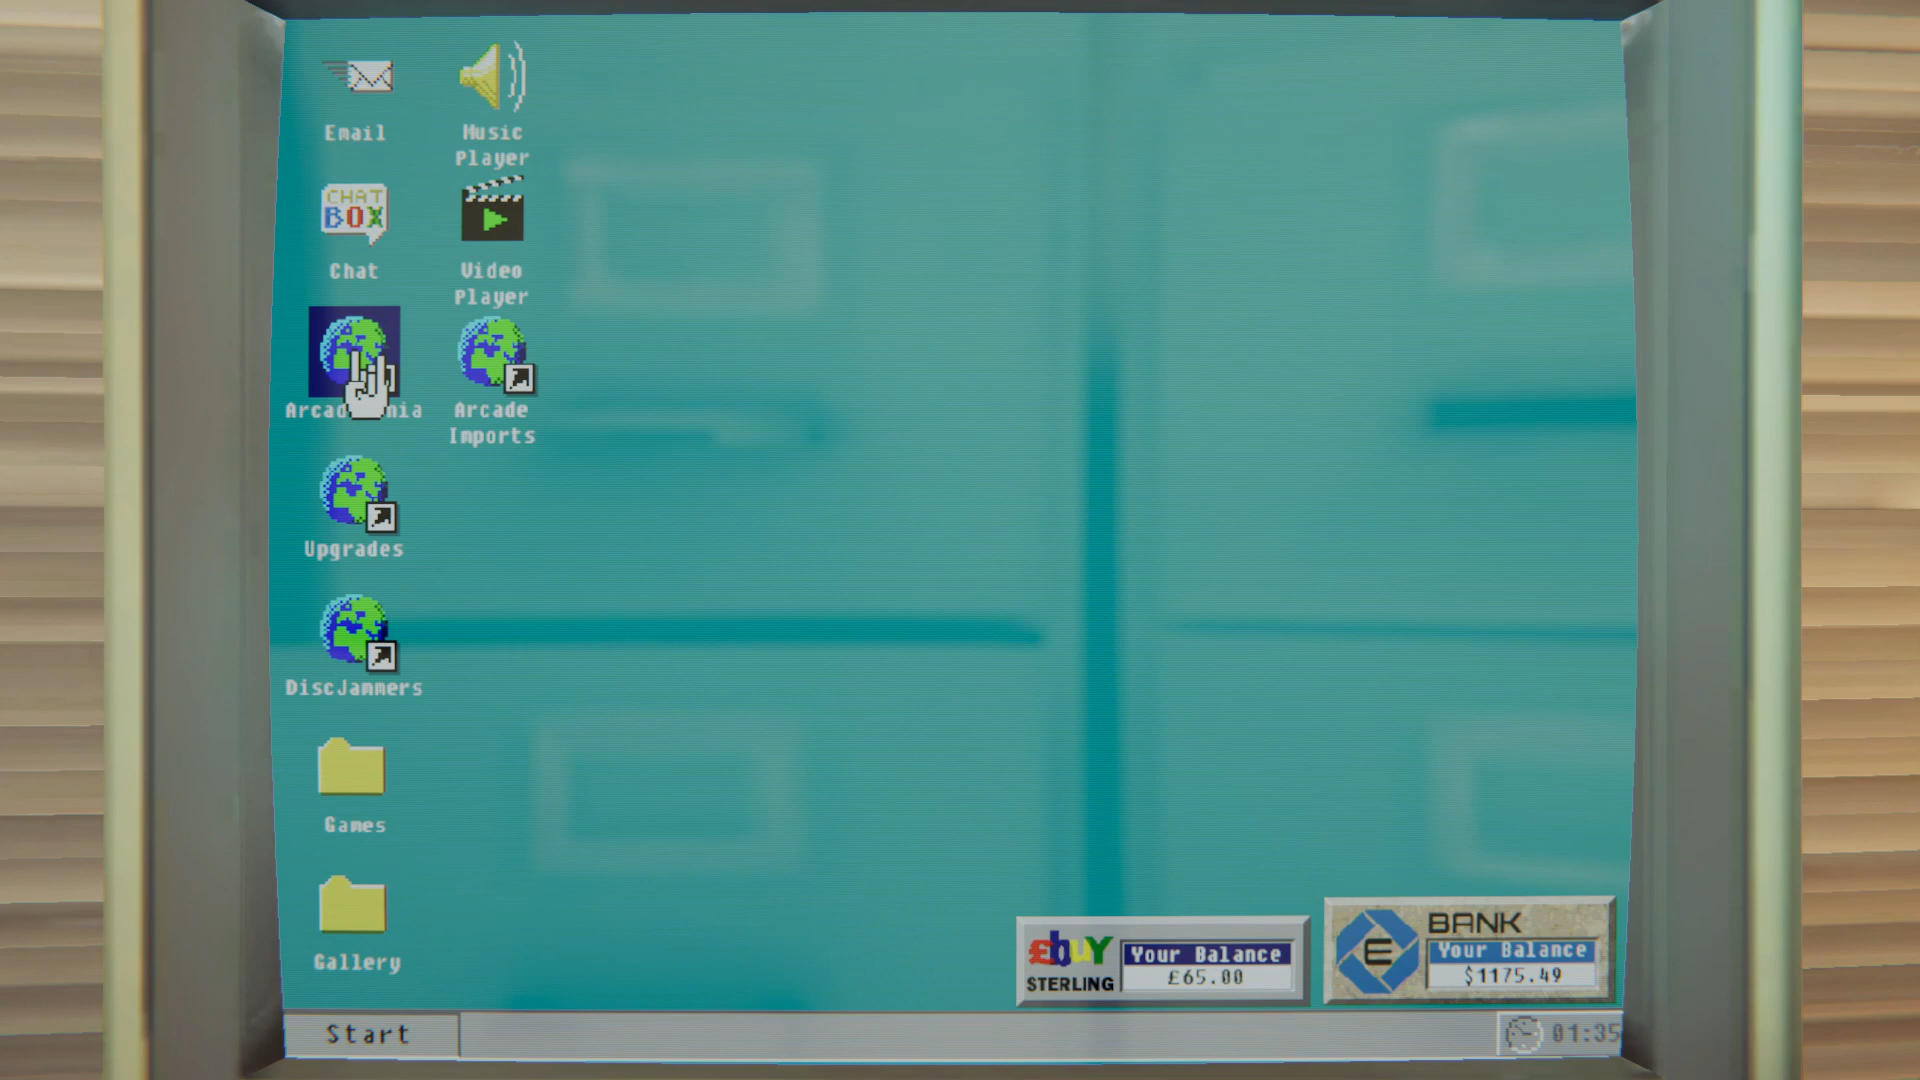 Email
Music
Player
CHAT
BOX
Chat
Video
Player
Arcade
Imports
Upgrades
DiscJammers
Games
Gallery
£buy
STERLING
Your Balance
£65.00
E
BANK
Your Balance
$1175.49
Start
01:35